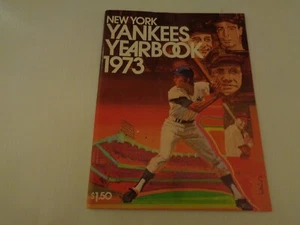 NEW YORK
YANKEES
YEARBOOK
1973
$1.50